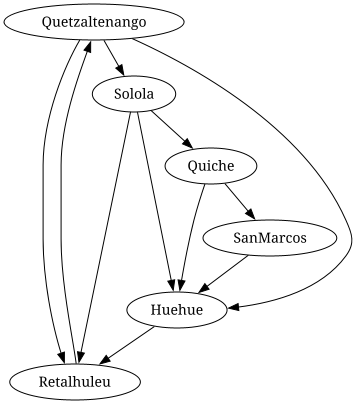 Quetzaltenango
Solola
Quiche
SanMarcos
Huehue
Retalhuleu